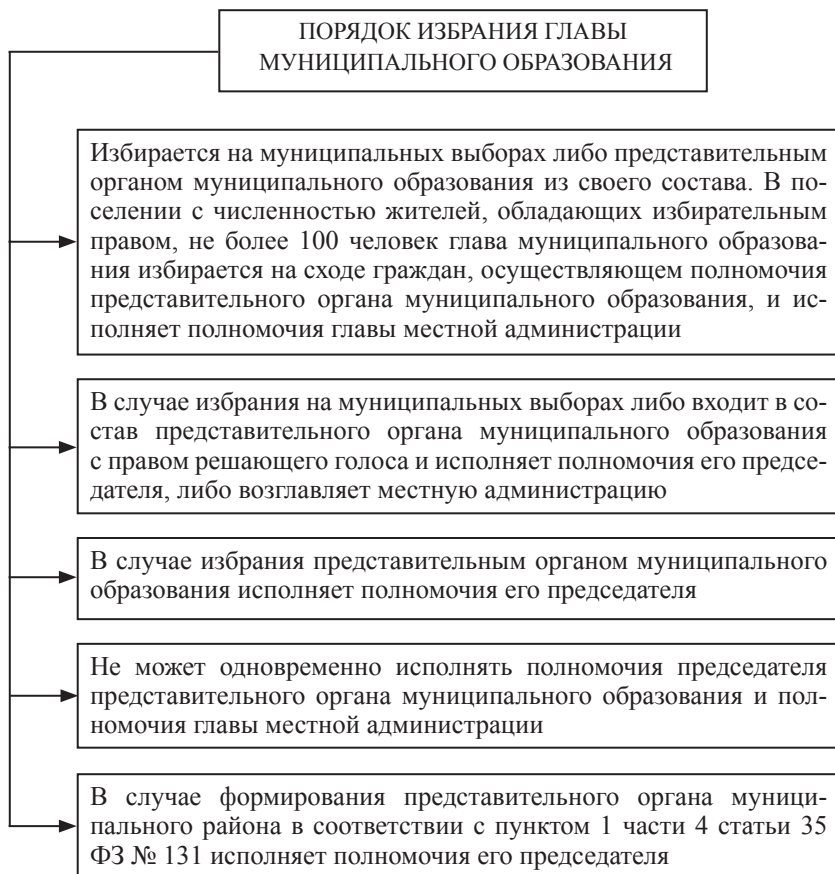 ПОРЯДОК ИЗБРАНИЯ ГЛАВЫ
МУНИЦИПАЛЬНОГО ОБРАЗОВАНИЯ
Избирается на муниципальных выборах либо представительным
органом муниципального образования из своего состава. В по-
селении с численностью жителей, обладающих избирательным
правом, не более 100 человек глава муниципального образова-
ния избирается на сходе граждан, осуществляющем полномочия
представительного органа муниципального образования, и ис-
полняет полномочия главы местной администрации
В случае избрания на муниципальных выборах либо входит в со-
став представительного органа муниципального образования
с правом решающего голоса и исполняет полномочия его предсе-
дателя, либо возглавляет местную администрацию
В случае избрания представительным органом муниципального
образования исполняет полномочия его председателя
Не может одновременно исполнять полномочия председателя
представительного органа муниципального образования и пол-
номочия главы местной администрации
В случае формирования представительного органа муници-
пального района в соответствии с пунктом 1 части 4 статьи 35
ФЗ № 131 исполняет полномочия его председателя